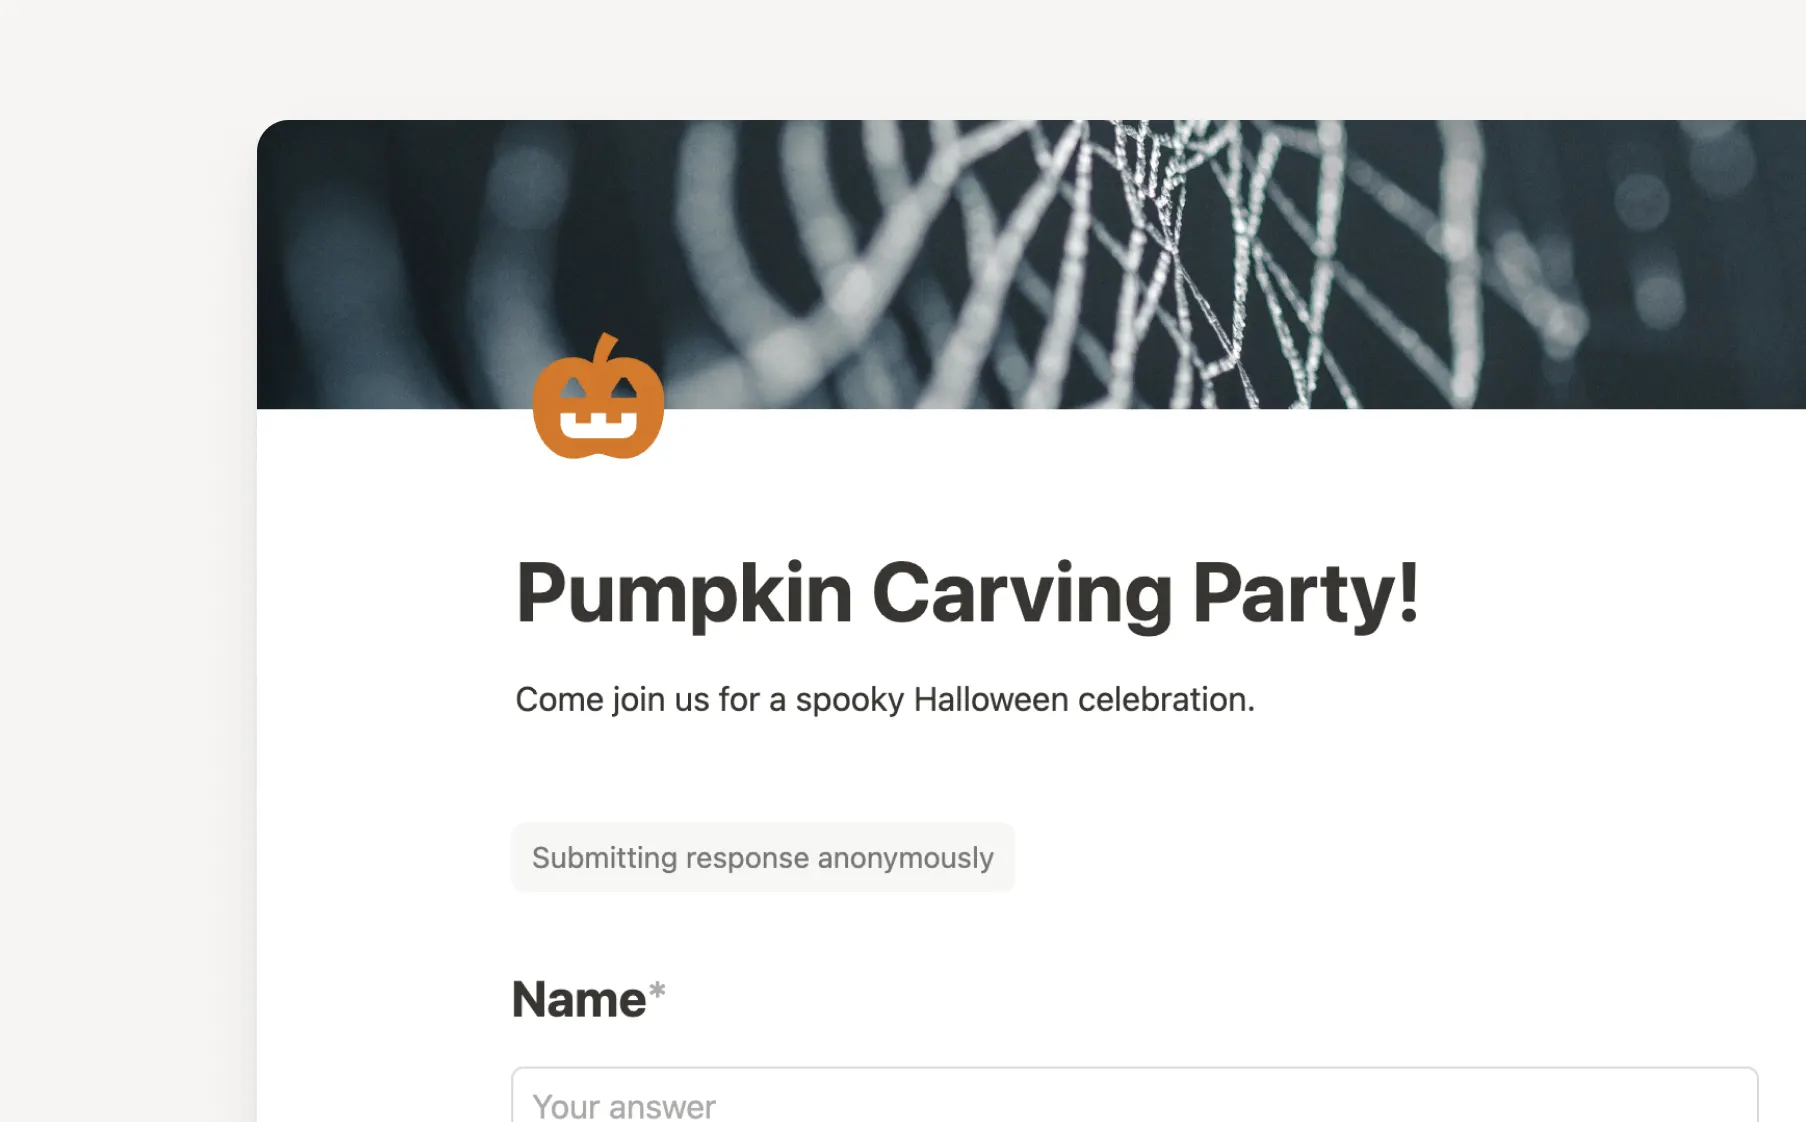 Pumpkin Carving Party!
Come join us for a spooky Halloween celebration.
Submitting response anonymously
Name*
Your answer